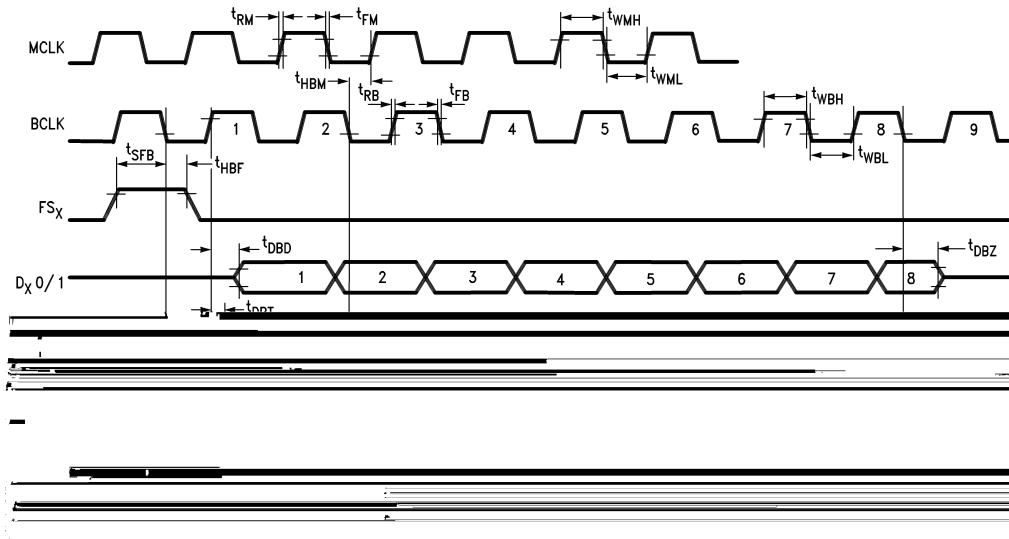 tRM tFM tWMH
MCLK
tHBM tRB tFB tWML tWBH
BCLK 1 2 3 4 5 6 7 8 9
tSFB tHBF tWBL
FSX
tDBD tDBZ
DX 0/1 1 2 3 4 5 6 7 8